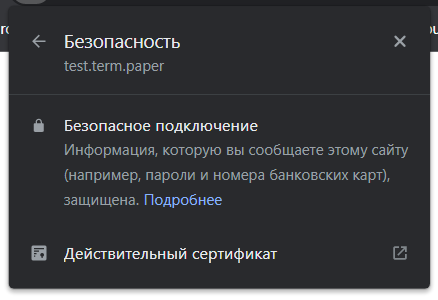 Безопасность
test.term.paper
Безопасное подключение
Информация, которую вы сообщаете этому сайту
(например, пароли и номера банковских карт),
защищена. Подробнее
Действительный сертификат